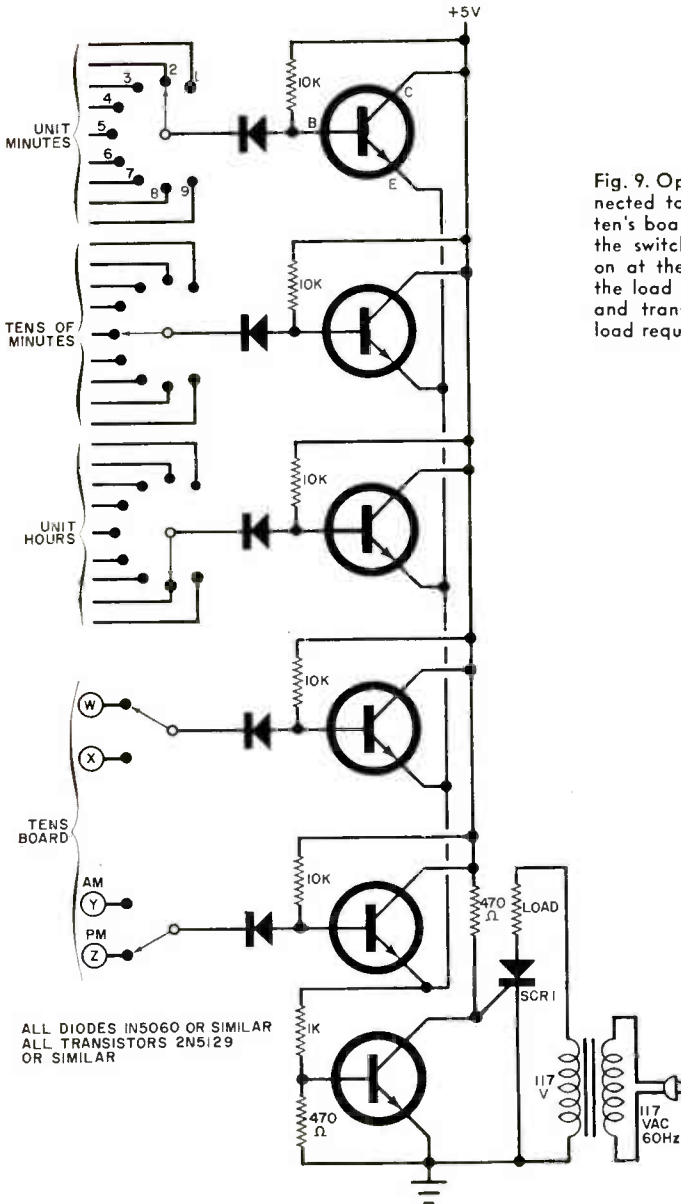 +5V
2
1
3
4
5
6
7
8
9
UNIT
MINUTES
10K
B
C
E
TENS OF
MINUTES
10K
UNIT
HOURS
10K
W
X
TENS
BOARD
10K
AM
Y
PM
Z
10K
470
Ω
LOAD
SCR1
1K
470
Ω
117
V
117
VAC
60Hz
ALL DIODES IN5060 OR SIMILAR
ALL TRANSISTORS 2N5129
OR SIMILAR
Fig. 9. Op
nected to
ten's boa
the switch
on at the
the load
and trans
load requ